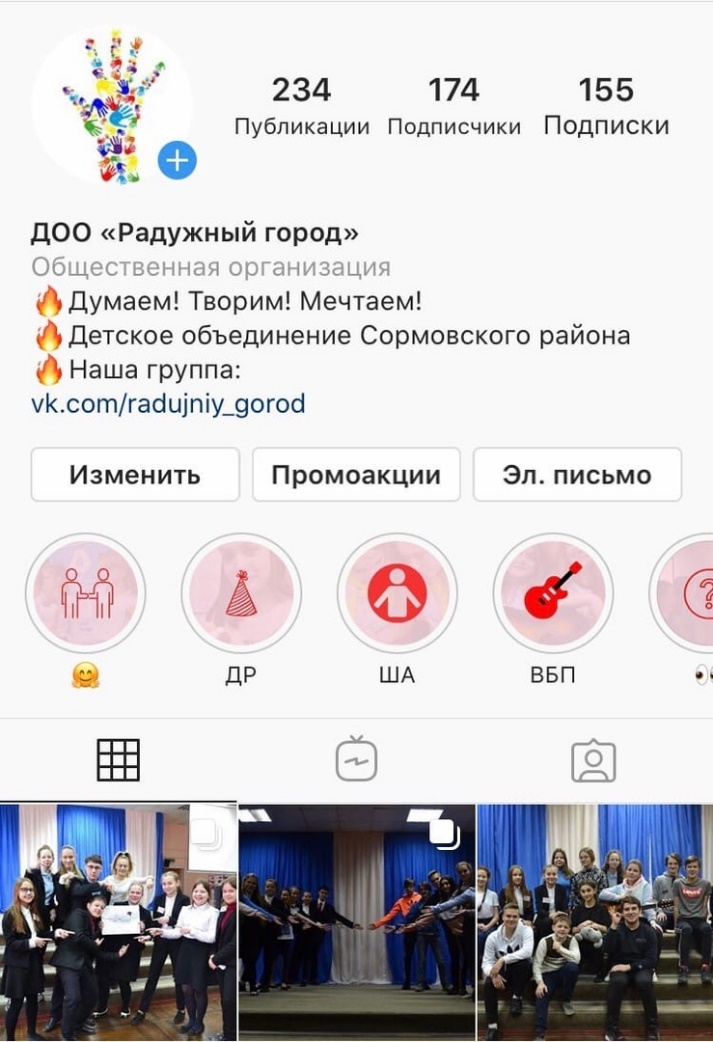 234 174 155
Публикации Подписчики Подписки
ДОО «Радужный город»
Общественная организация
🔥Думаем! Творим! Мечтаем!
🔥Детское объединение Сормовского района
🔥Наша группа:
vk.com/radujniy_gorod
Изменить Промоакции Эл. письмо
🤗 ДР ША ВБП 👀